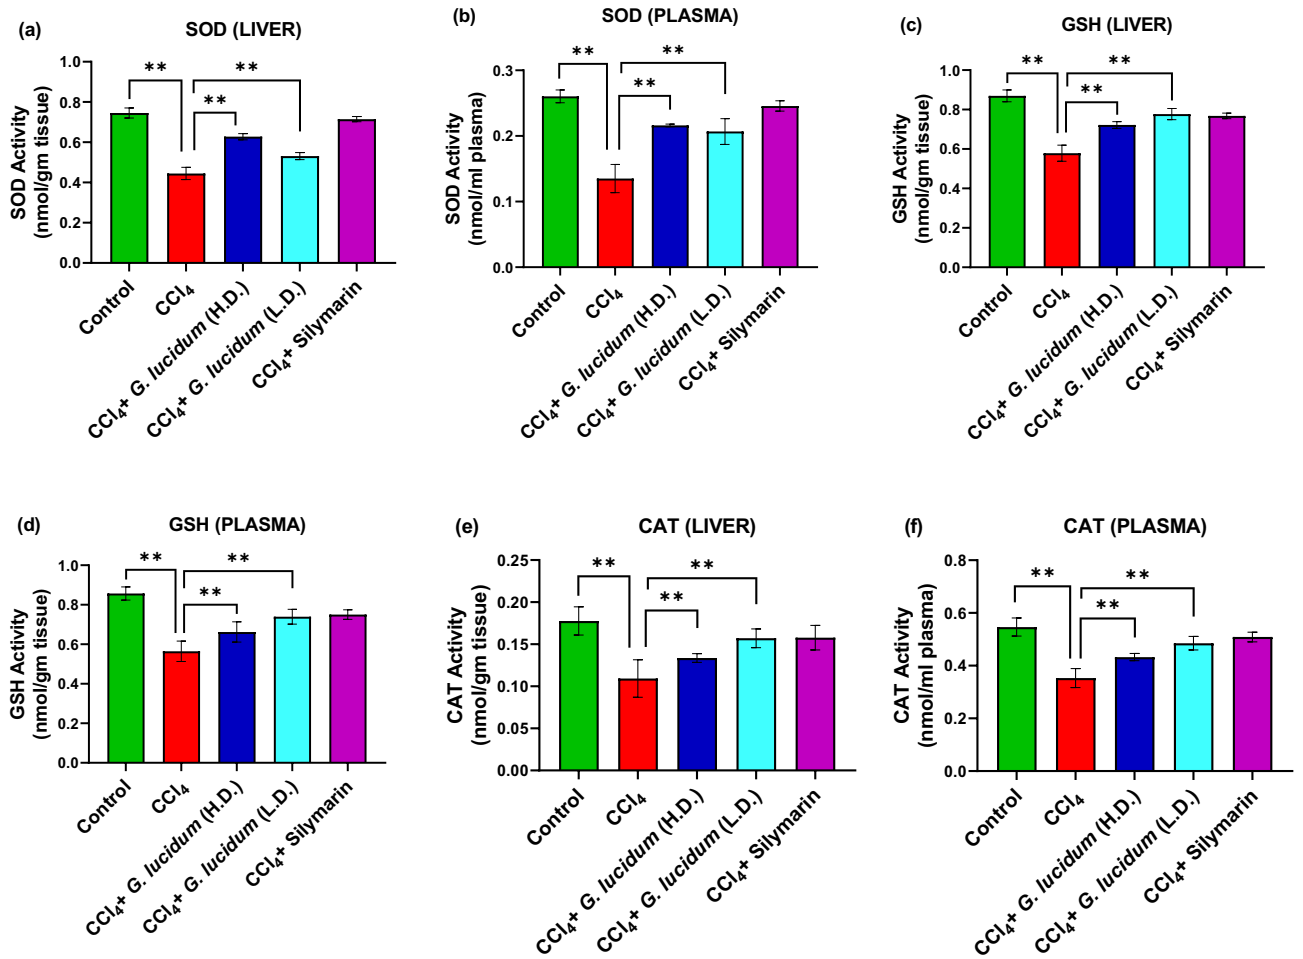 (a) SOD (LIVER)
SOD Activity
(nmol/gm tissue)
1.0
0.8
0.6
0.4
0.2
0.0
** **
**
Control
CCl₄
CCl₄+ G. lucidum (H.D.)
CCl₄+ G. lucidum (L.D.)
CCl₄+ Silymarin
(b) SOD (PLASMA)
SOD Activity
(nmol/ml plasma)
0.3
0.2
0.1
0.0
** **
**
Control
CCl₄
CCl₄+ G. lucidum (H.D.)
CCl₄+ G. lucidum (L.D.)
CCl₄+ Silymarin
(c) GSH (LIVER)
GSH Activity
(nmol/gm tissue)
1.0
0.8
0.6
0.4
0.2
0.0
** **
**
Control
CCl₄
CCl₄+ G. lucidum (H.D.)
CCl₄+ G. lucidum (L.D.)
CCl₄+ Silymarin
(d) GSH (PLASMA)
GSH Activity
(nmol/gm tissue)
1.0
0.8
0.6
0.4
0.2
0.0
** **
**
Control
CCl₄
CCl₄+ G. lucidum (H.D.)
CCl₄+ G. lucidum (L.D.)
CCl₄+ Silymarin
(e) CAT (LIVER)
CAT Activity
(nmol/gm tissue)
0.25
0.20
0.15
0.10
0.05
0.00
** **
**
Control
CCl₄
CCl₄+ G. lucidum (H.D.)
CCl₄+ G. lucidum (L.D.)
CCl₄+ Silymarin
(f) CAT (PLASMA)
CAT Activity
(nmol/ml plasma)
0.8
0.6
0.4
0.2
0.0
** **
**
Control
CCl₄
CCl₄+ G. lucidum (H.D.)
CCl₄+ G. lucidum (L.D.)
CCl₄+ Silymarin